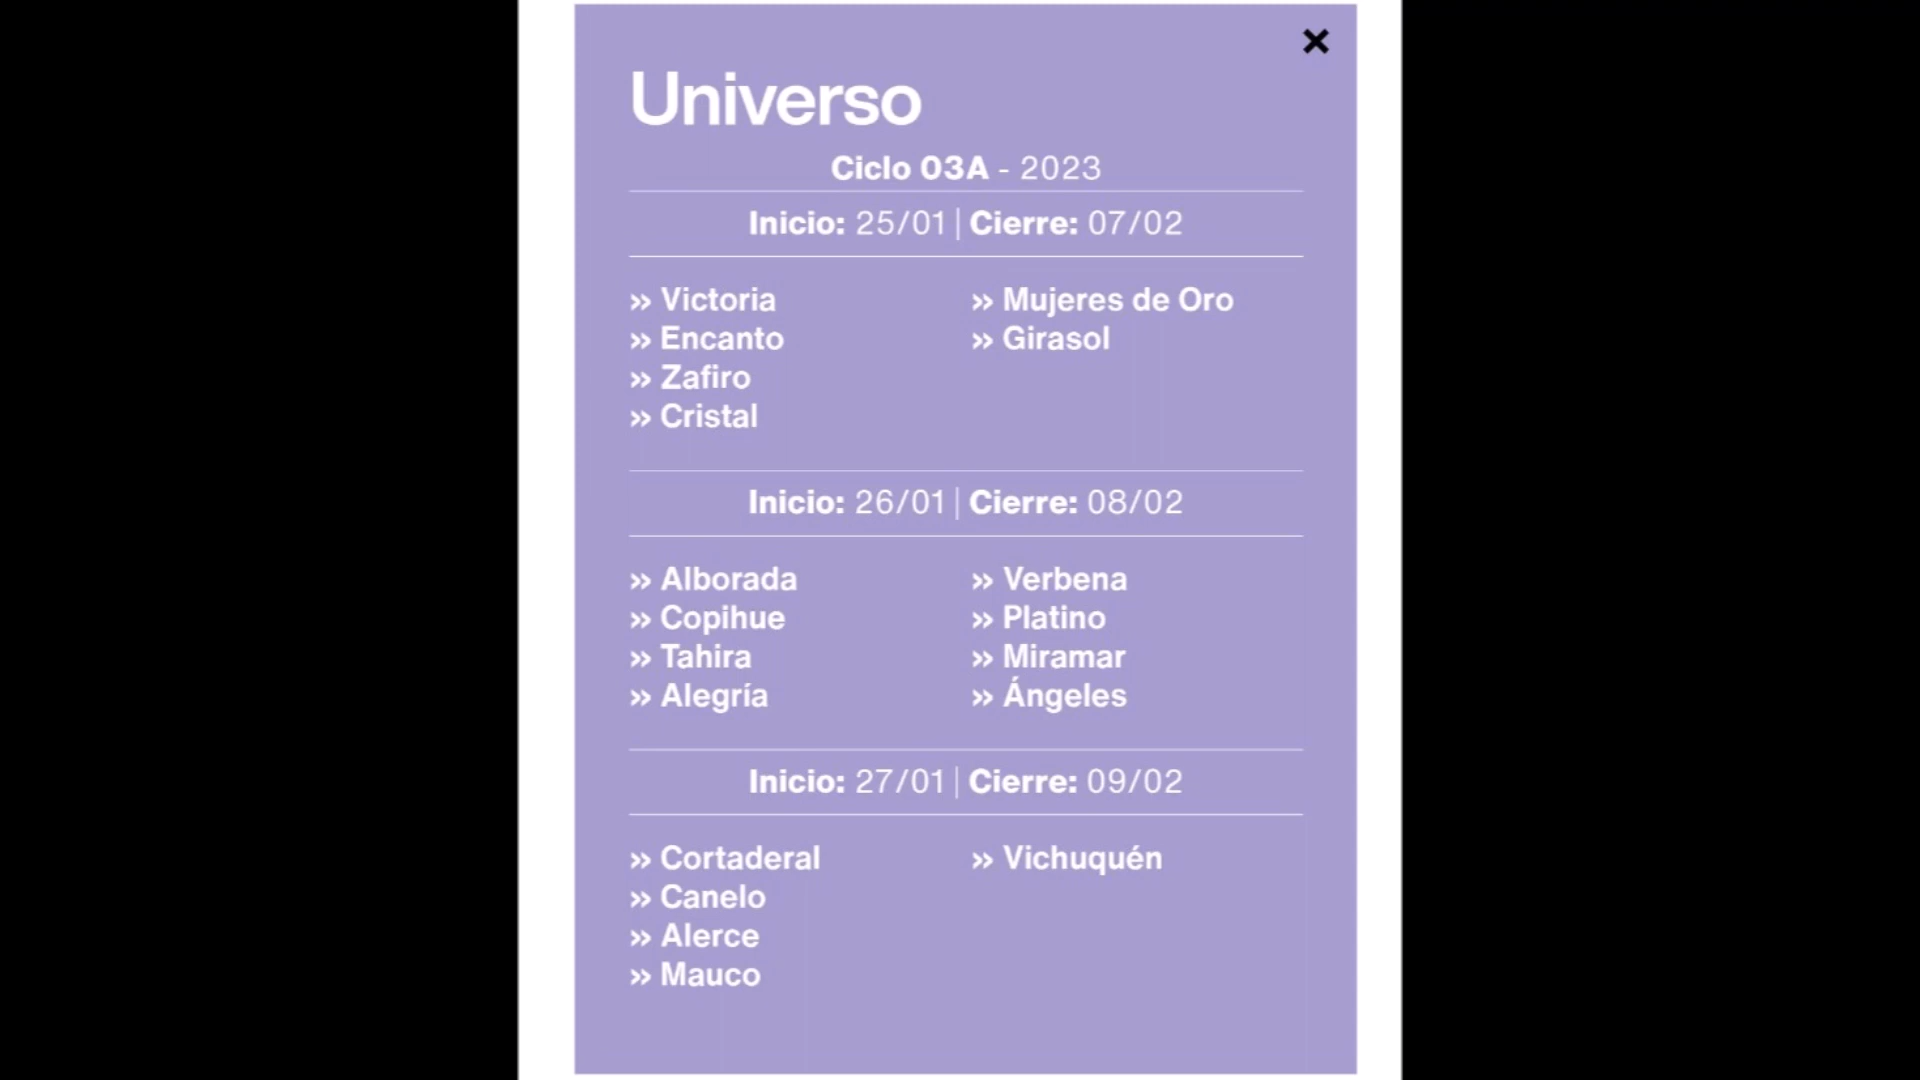 Universo
Ciclo 03A - 2023
Inicio: 25/01 | Cierre: 07/02
» Victoria
» Encanto
» Zafiro
» Cristal
» Mujeres de Oro
» Girasol
Inicio: 26/01 | Cierre: 08/02
» Alborada
» Copihue
» Tahira
» Alegría
» Verbena
» Platino
» Miramar
» Ángeles
Inicio: 27/01 | Cierre: 09/02
» Cortaderal
» Canelo
» Alerce
» Mauco
» Vichuquén